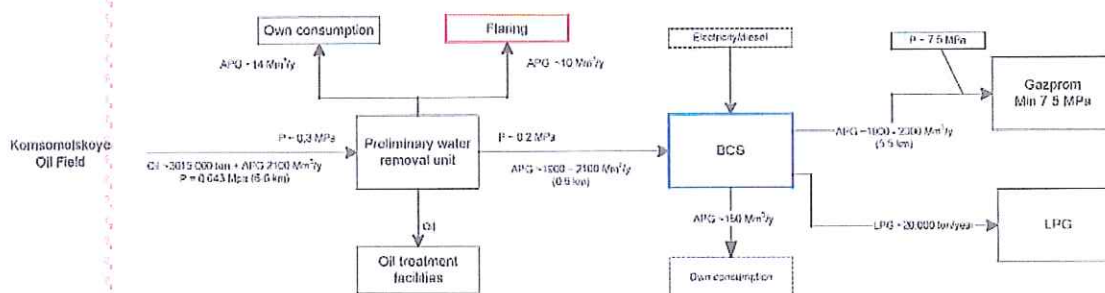 Own consumption
Flaring
Electricity/diesel
P ~ 7.5 MPa
APG ~14 Mm³/y
APG ~10 Mm³/y
Gazprom
Min 7.5 MPa
Komsomolskoye
Oil Field
P ~ 0,3 MPa
Oil ~3015 000 ton + APG 2100 Mm³/y
P = 0,043 Mpa (6.6 km)
Preliminary water
removal unit
P ~0.2 MPa
APG ~1900 - 2100 Mm³/y
(0.6 km)
BCS
APG ~1800 - 2000 Mm³/y
(5.5 km)
APG ~150 Mm³/y
LPG ~ 20,000 ton/year
LPG
Oil
Oil treatment
facilities
Own consumption